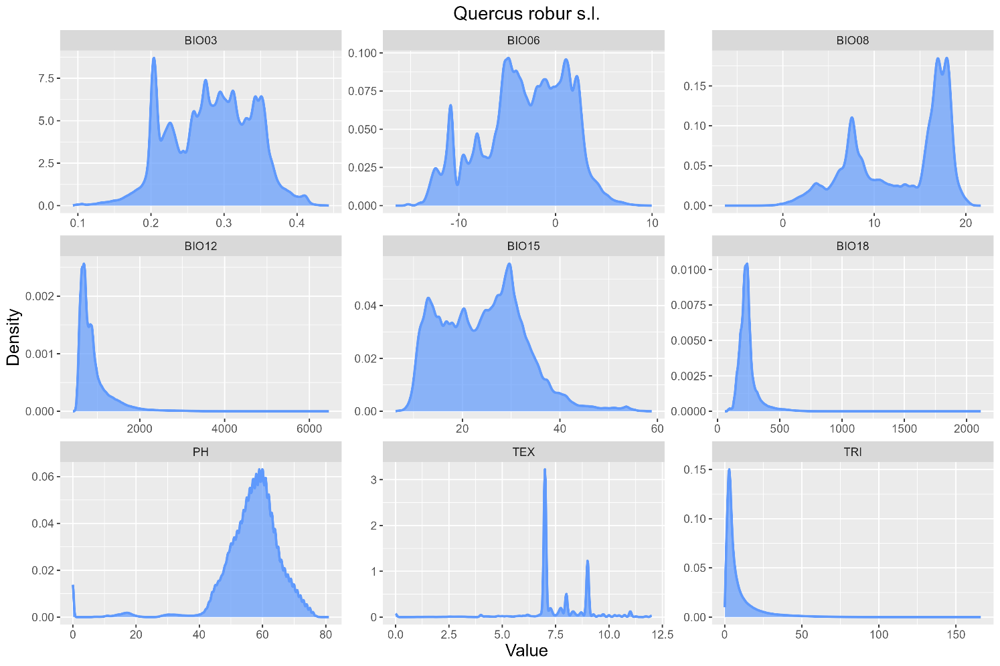 Quercus robur s.l.
BIO03 BIO06 BIO08
7.5
5.0
2.5
0.0
0.1 0.2 0.3 0.4
0.100
0.075
0.050
0.025
0.000
-10 0 10
0.15
0.10
0.05
0.00
0 10 20
BIO12 BIO15 BIO18
Density
0.002
0.001
0.000
2000 4000 6000
0.04
0.02
0.00
20 40 60
0.0100
0.0075
0.0050
0.0025
0.0000
0 500 1000 1500 2000
PH TEX TRI
0.06
0.04
0.02
0.00
0 20 40 60 80
3
2
1
0
0.0 2.5 5.0 7.5 10.0 12.5
0.15
0.10
0.05
0.00
0 50 100 150
Value